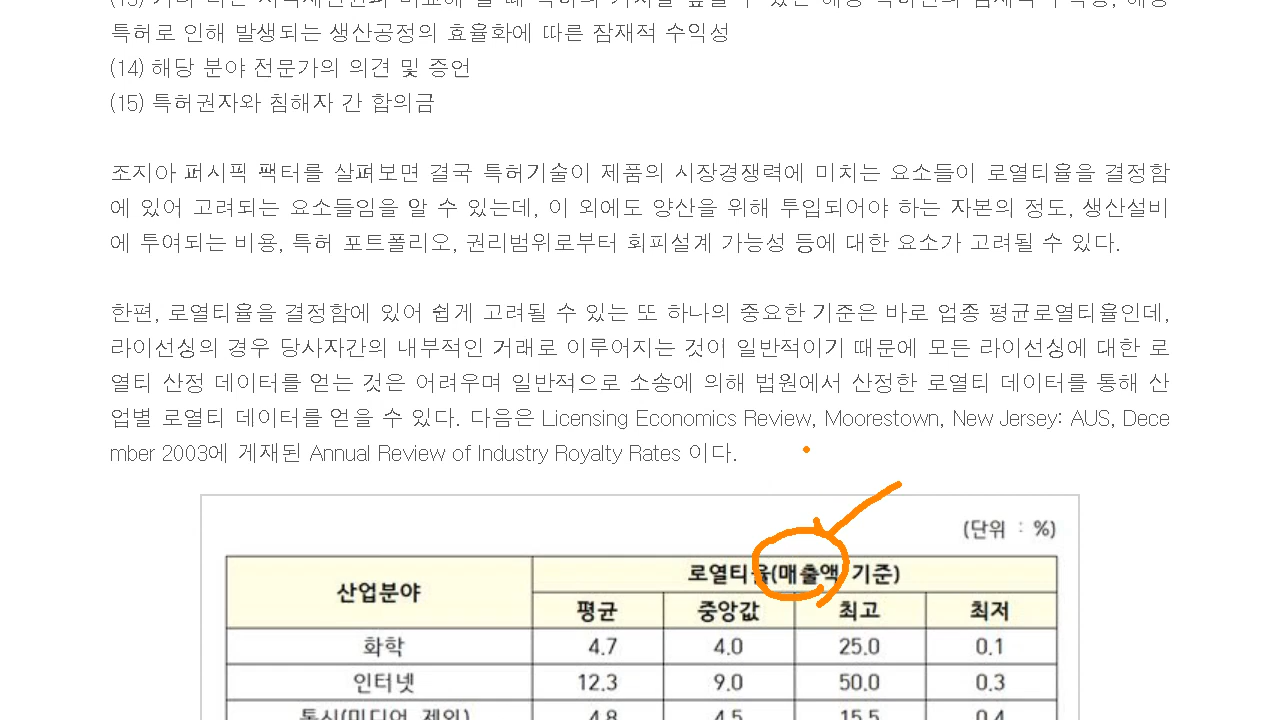 특허로 인해 발생되는 생산공정의 효율화에 따른 잠재적 수익성
(14) 해당 분야 전문가의 의견 및 증언
(15) 특허권자와 침해자 간 합의금
조지아 퍼시픽 팩터를 살펴보면 결국 특허기술이 제품의 시장경쟁력에 미치는 요소들이 로열티율을 결정함
에 있어 고려되는 요소들임을 알 수 있는데, 이 외에도 양산을 위해 투입되어야 하는 자본의 정도, 생산설비
에 투여되는 비용, 특허 포트폴리오, 권리범위로부터 회피설계 가능성 등에 대한 요소가 고려될 수 있다.
한편, 로열티율을 결정함에 있어 쉽게 고려될 수 있는 또 하나의 중요한 기준은 바로 업종 평균로열티율인데,
라이선싱의 경우 당사자간의 내부적인 거래로 이루어지는 것이 일반적이기 때문에 모든 라이선싱에 대한 로
열티 산정 데이터를 얻는 것은 어려우며 일반적으로 소송에 의해 법원에서 산정한 로열티 데이터를 통해 산
업별 로열티 데이터를 얻을 수 있다. 다음은 Licensing Economics Review, Moorestown, New Jersey: AUS, Dece
mber 2003에 게재된 Annual Review of Industry Royalty Rates 이다.
(단위 : %)
산업분야 로열티율(매출액 기준)
평균 중앙값 최고 최저
화학 4.7 4.0 25.0 0.1
인터넷 12.3 9.0 50.0 0.3
통신(미디어 제외) 4.8 4.5 15.5 0.4